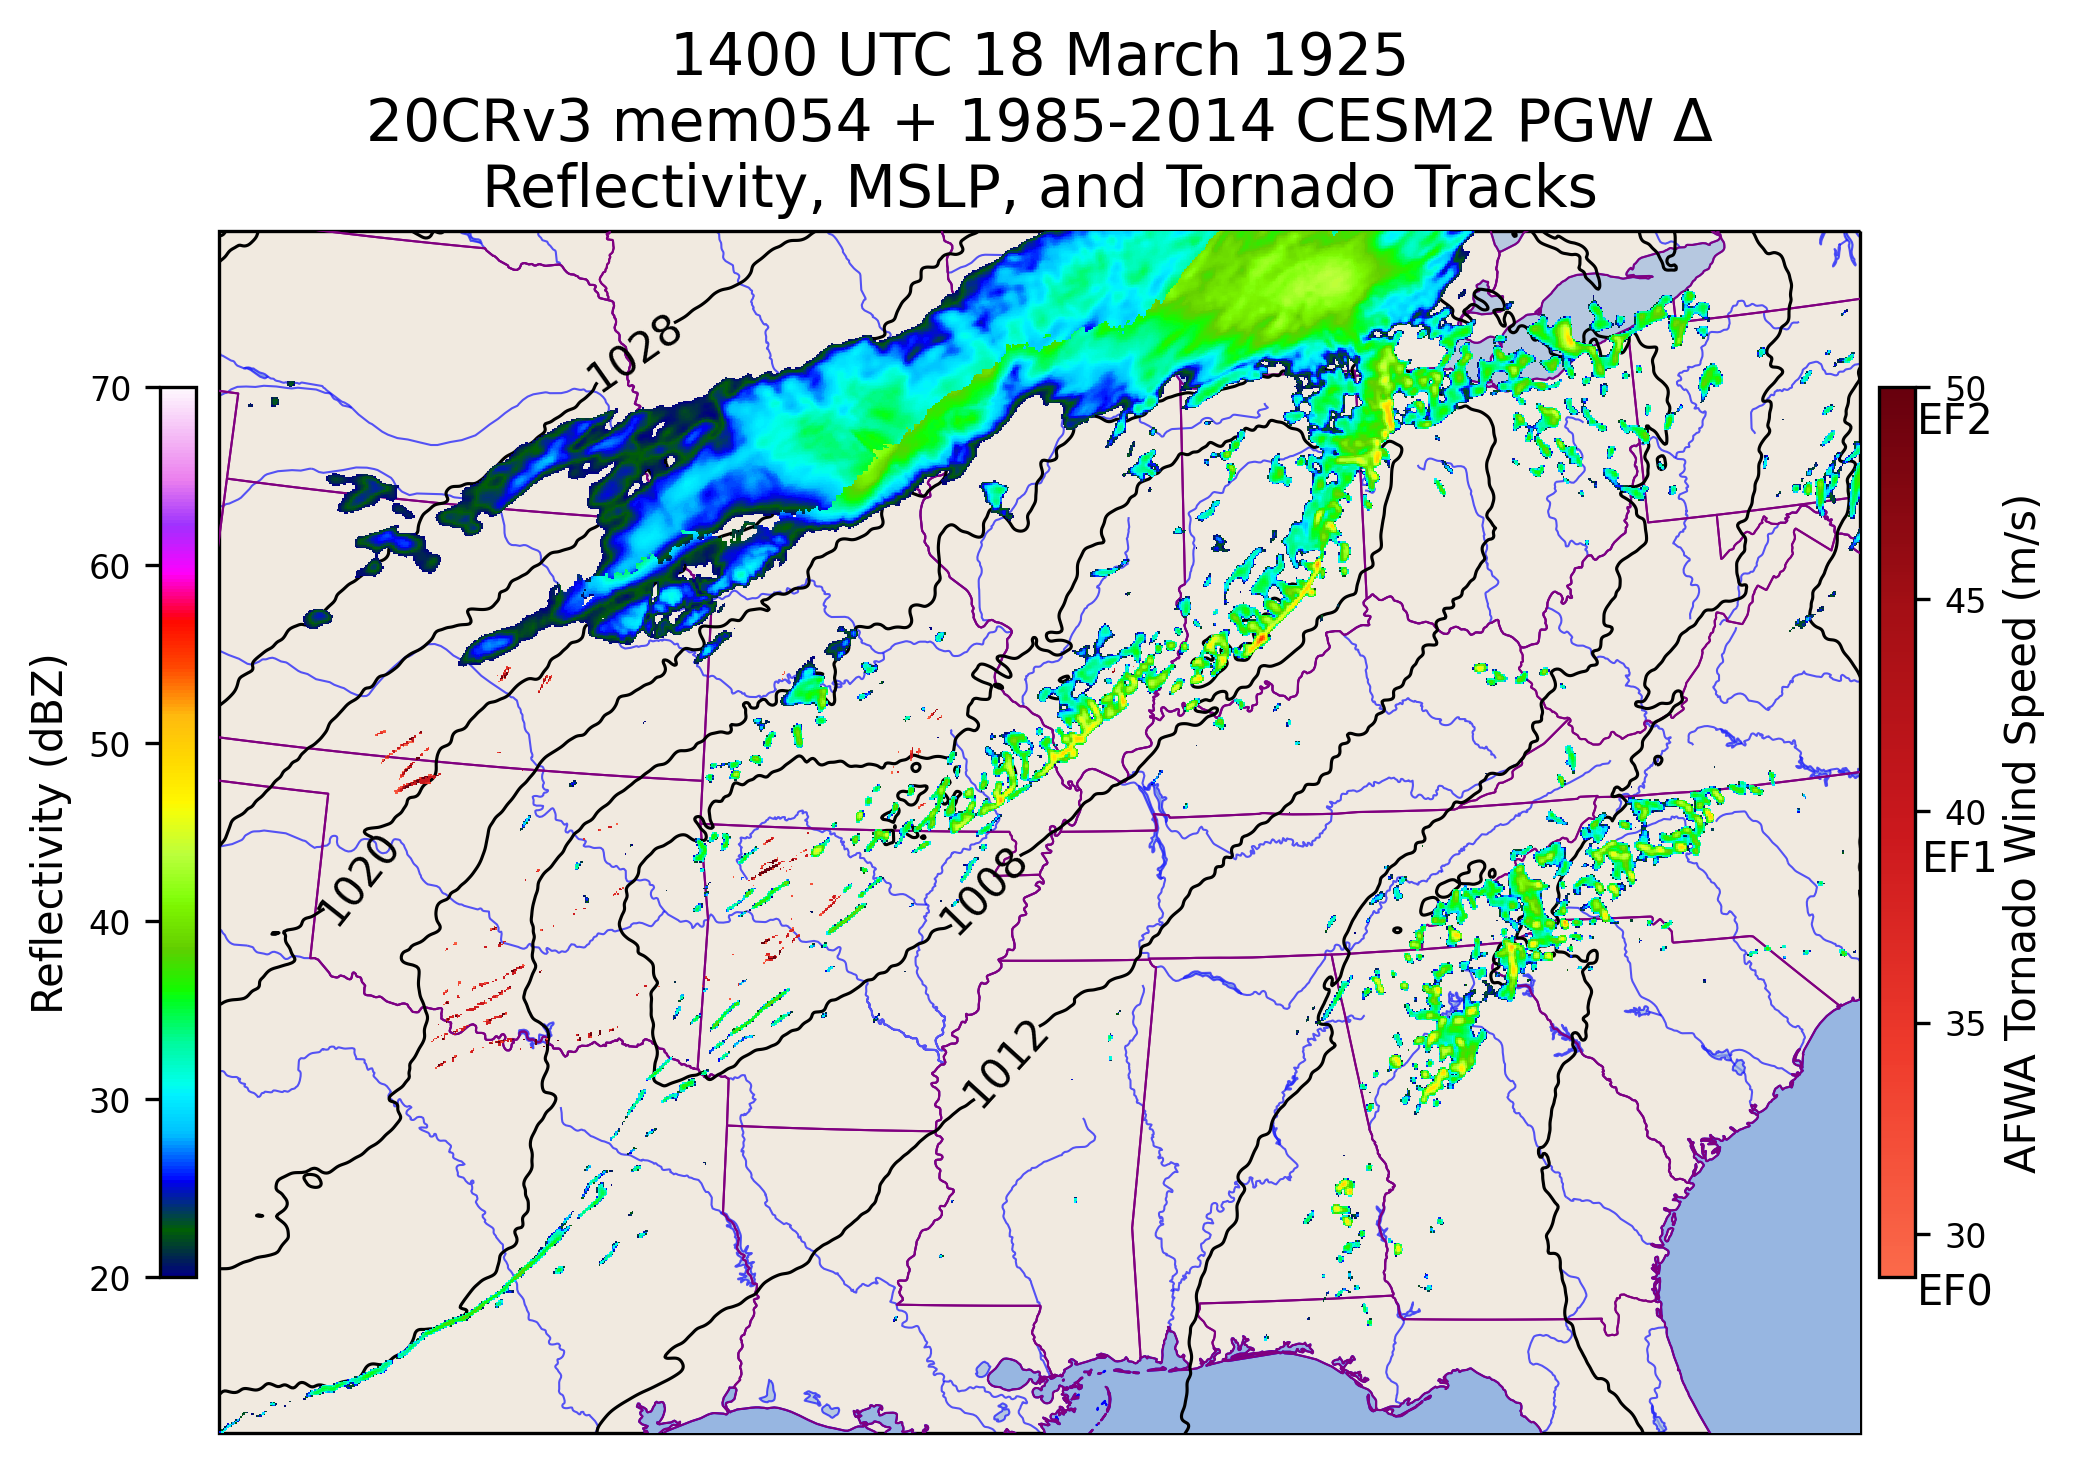 1400 UTC 18 March 1925
20CRv3 mem054 + 1985-2014 CESM2 PGW Δ
Reflectivity, MSLP, and Tornado Tracks
1028
1020
1008
1012
70
60
50
40
30
20
Reflectivity (dBZ)
50
EF2
45
40
EF1
35
30
EF0
AFWA Tornado Wind Speed (m/s)